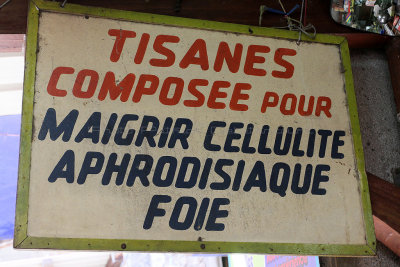 TISANES
COMPOSEE POUR
MAIGRIR CELLULITE
APHRODISIAQUE
FOIE